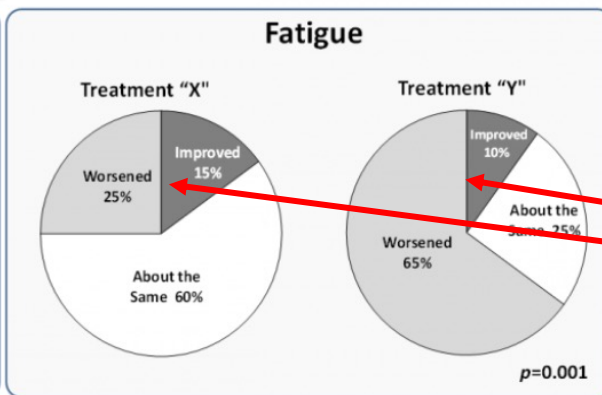 Fatigue
Treatment “X"
Treatment “Y"
Improved
15%
Worsened
25%
About the
Same 60%
Improved
10%
About the
Same 25%
Worsened
65%
p=0.001